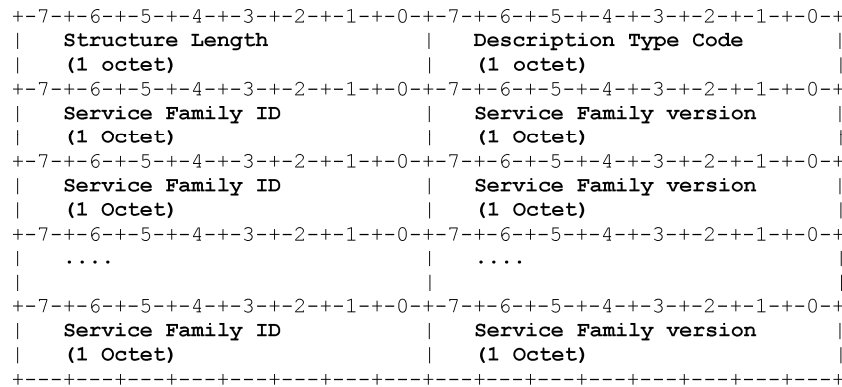 +-7-+-6-+-5-+-4-+-3-+-2-+-1-+-0-+-7-+-6-+-5-+-4-+-3-+-2-+-1-+-0-+
|   Structure Length            |   Description Type Code       |
|   (1 octet)                   |   (1 octet)                   |
+-7-+-6-+-5-+-4-+-3-+-2-+-1-+-0-+-7-+-6-+-5-+-4-+-3-+-2-+-1-+-0-+
|   Service Family ID           |   Service Family version      |
|   (1 Octet)                   |   (1 Octet)                   |
+-7-+-6-+-5-+-4-+-3-+-2-+-1-+-0-+-7-+-6-+-5-+-4-+-3-+-2-+-1-+-0-+
|   Service Family ID           |   Service Family version      |
|   (1 Octet)                   |   (1 Octet)                   |
+-7-+-6-+-5-+-4-+-3-+-2-+-1-+-0-+-7-+-6-+-5-+-4-+-3-+-2-+-1-+-0-+
|   ....                        |   ....                        |
|                               |                               |
+-7-+-6-+-5-+-4-+-3-+-2-+-1-+-0-+-7-+-6-+-5-+-4-+-3-+-2-+-1-+-0-+
|   Service Family ID           |   Service Family version      |
|   (1 Octet)                   |   (1 Octet)                   |
+---+---+---+---+---+---+---+---+---+---+---+---+---+---+---+---+